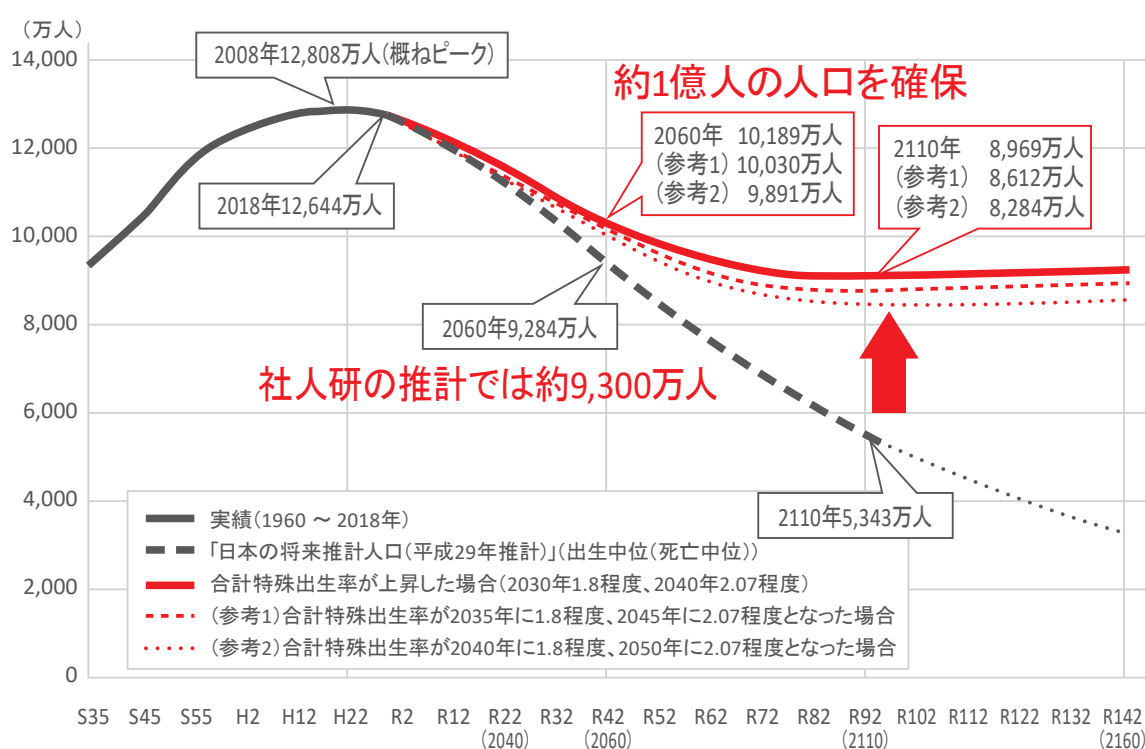 (万人)
14,000
12,000
10,000
8,000
6,000
4,000
2,000
0
2008年12,808万人(概ねピーク)
約1億人の人口を確保
2060年 10,189万人
(参考1) 10,030万人
(参考2) 9,891万人
2110年 8,969万人
(参考1) 8,612万人
(参考2) 8,284万人
2018年12,644万人
2060年9,284万人
社人研の推計では約9,300万人
2110年5,343万人
実績(1960 ～ 2018年)
「日本の将来推計人口(平成29年推計)」(出生中位(死亡中位))
合計特殊出生率が上昇した場合(2030年1.8程度、2040年2.07程度)
(参考1)合計特殊出生率が2035年に1.8程度、2045年に2.07程度となった場合
(参考2)合計特殊出生率が2040年に1.8程度、2050年に2.07程度となった場合
S35 S45 S55 H2 H12 H22 R2 R12 R22 R32 R42 R52 R62 R72 R82 R92 R102 R112 R122 R132 R142
(2040) (2060) (2110) (2160)